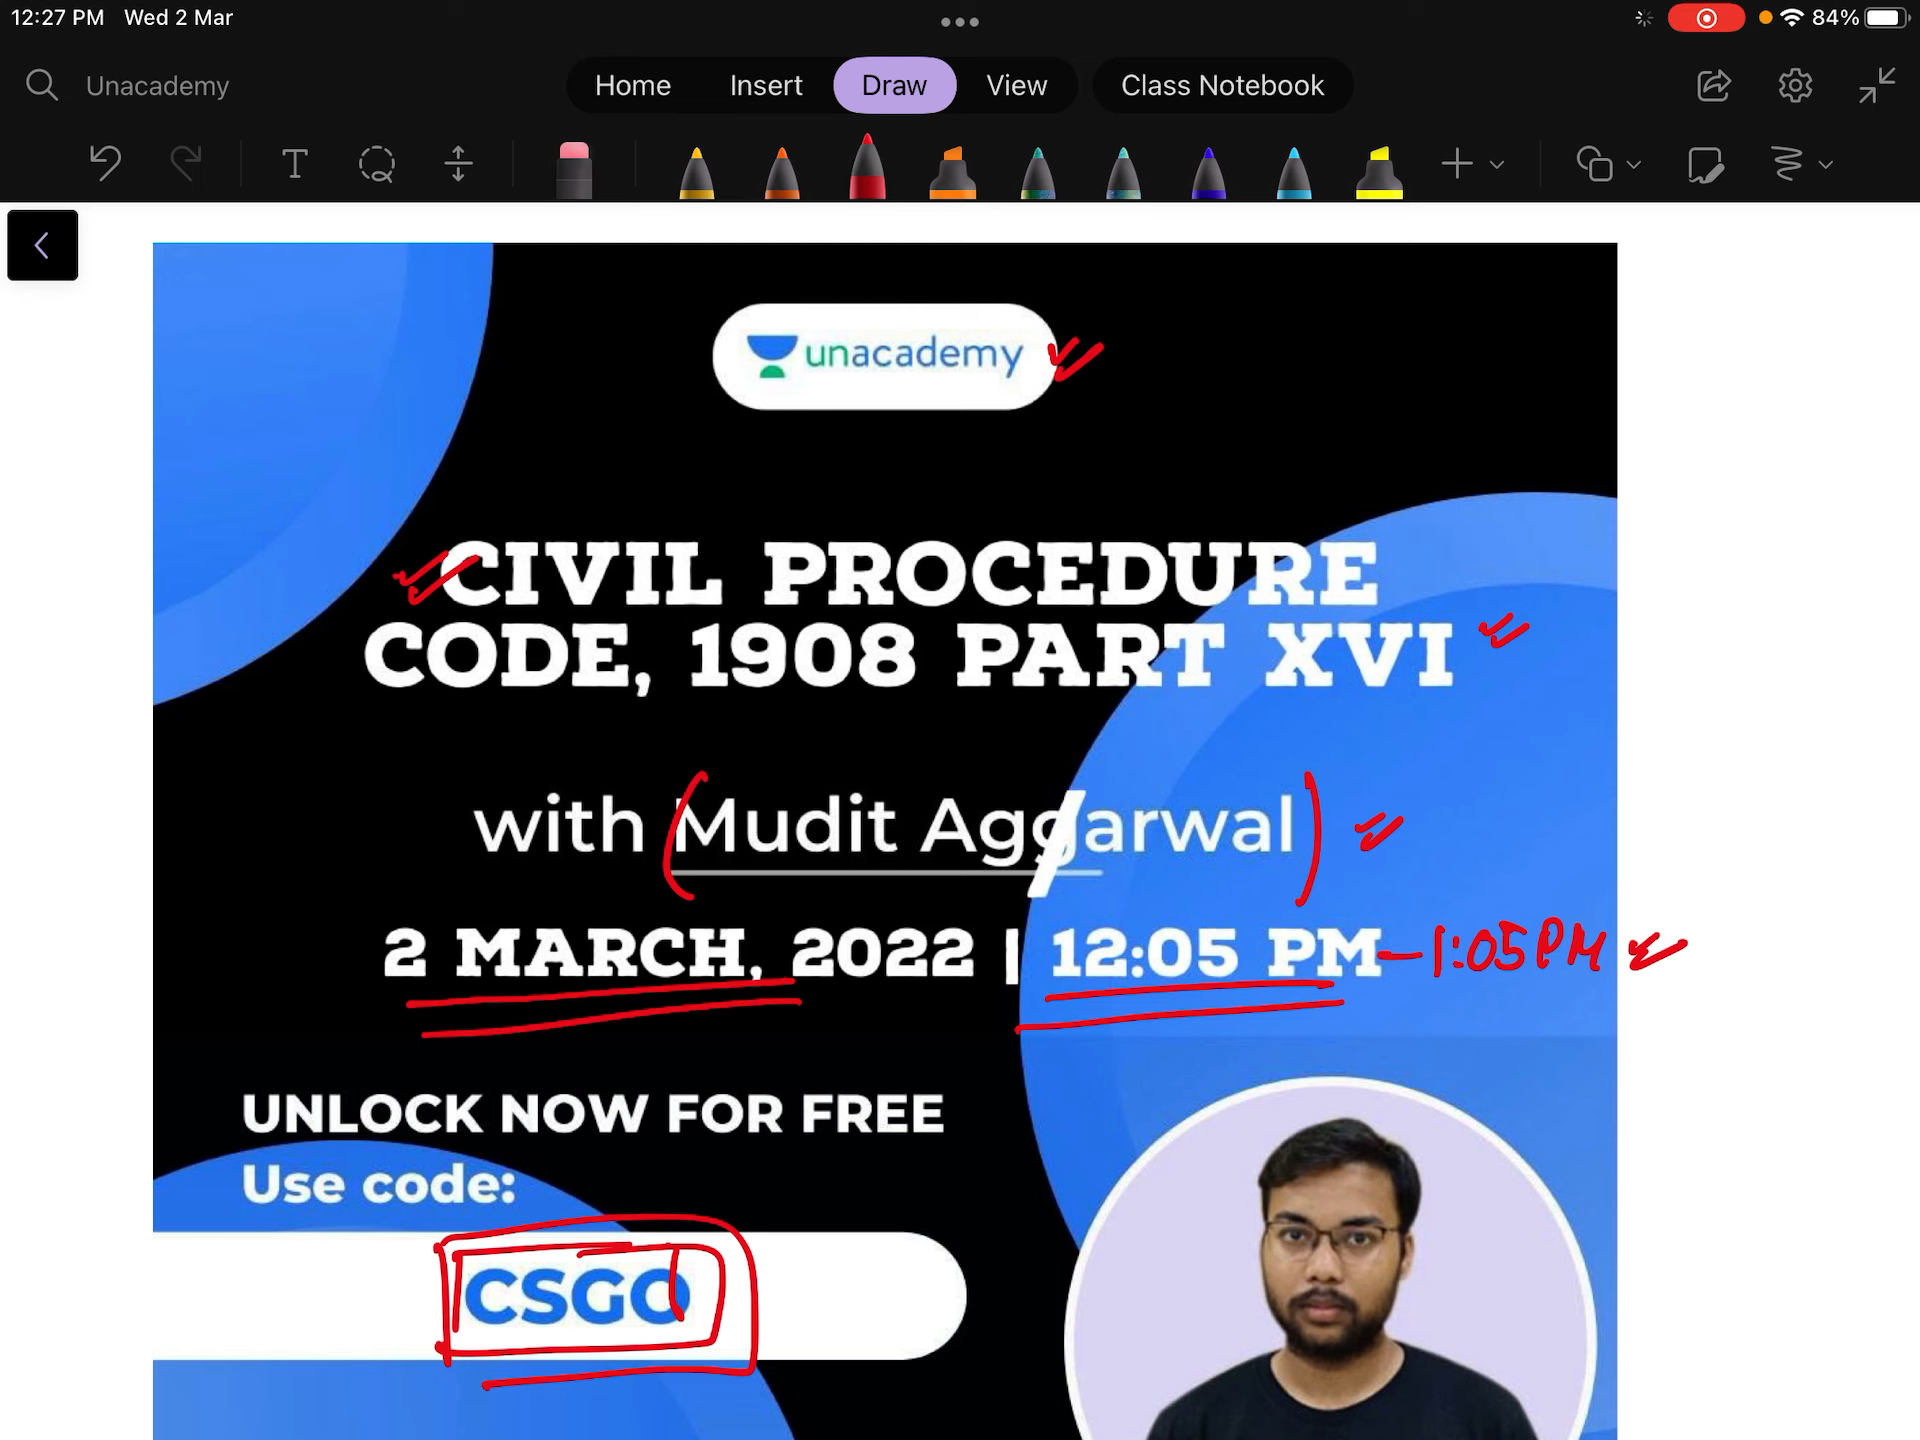 12:27 PM Wed 2 Mar 84%
Unacademy Home Insert Draw View Class Notebook
T
unacademy
CIVIL PROCEDURE
CODE, 1908 PART XVI
with (Mudit Aggarwal)
2 MARCH, 2022 | 12:05 PM - 1:05 PM
UNLOCK NOW FOR FREE
Use code:
CSGO